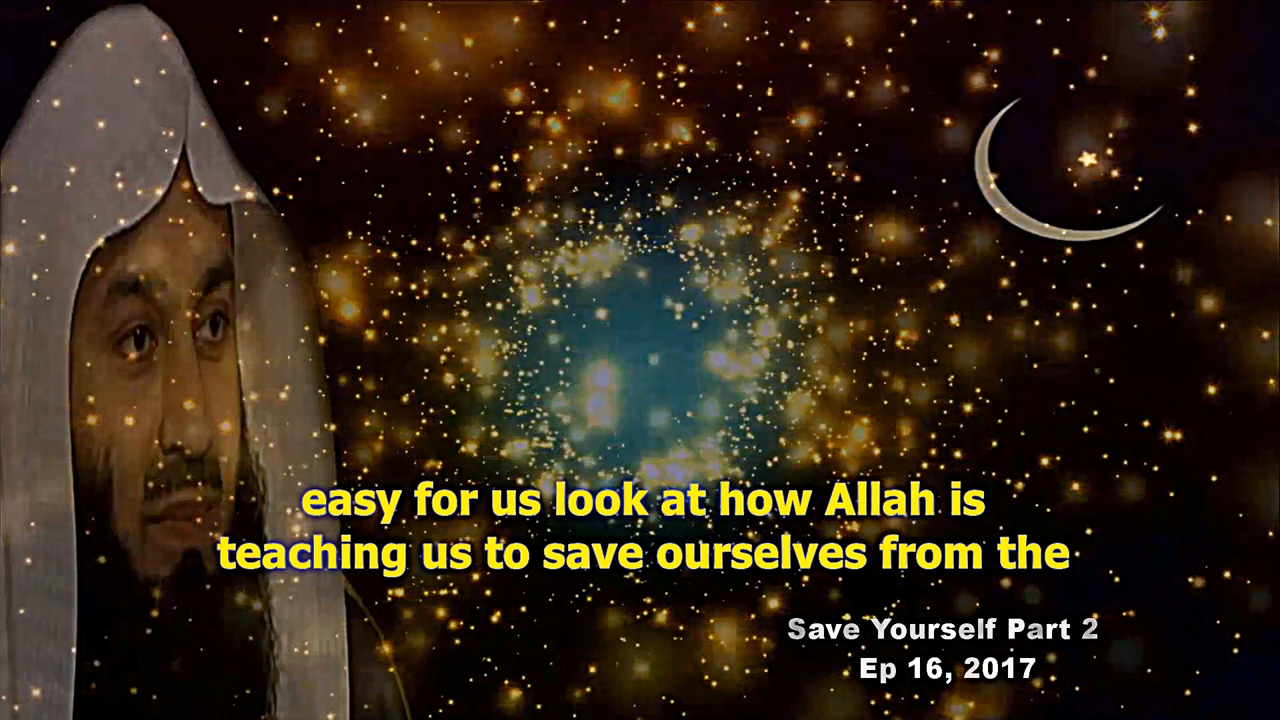 easy for us look at how Allah is
teaching us to save ourselves from the
Save Yourself Part 2
Ep 16, 2017